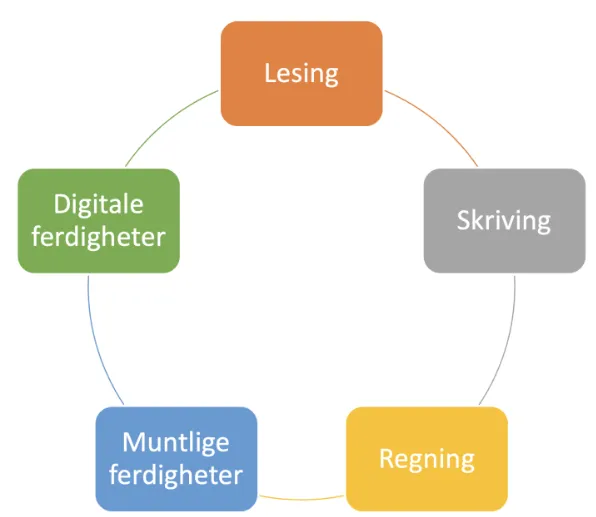 Lesing
Skriving
Regning
Muntlige
ferdigheter
Digitale
ferdigheter